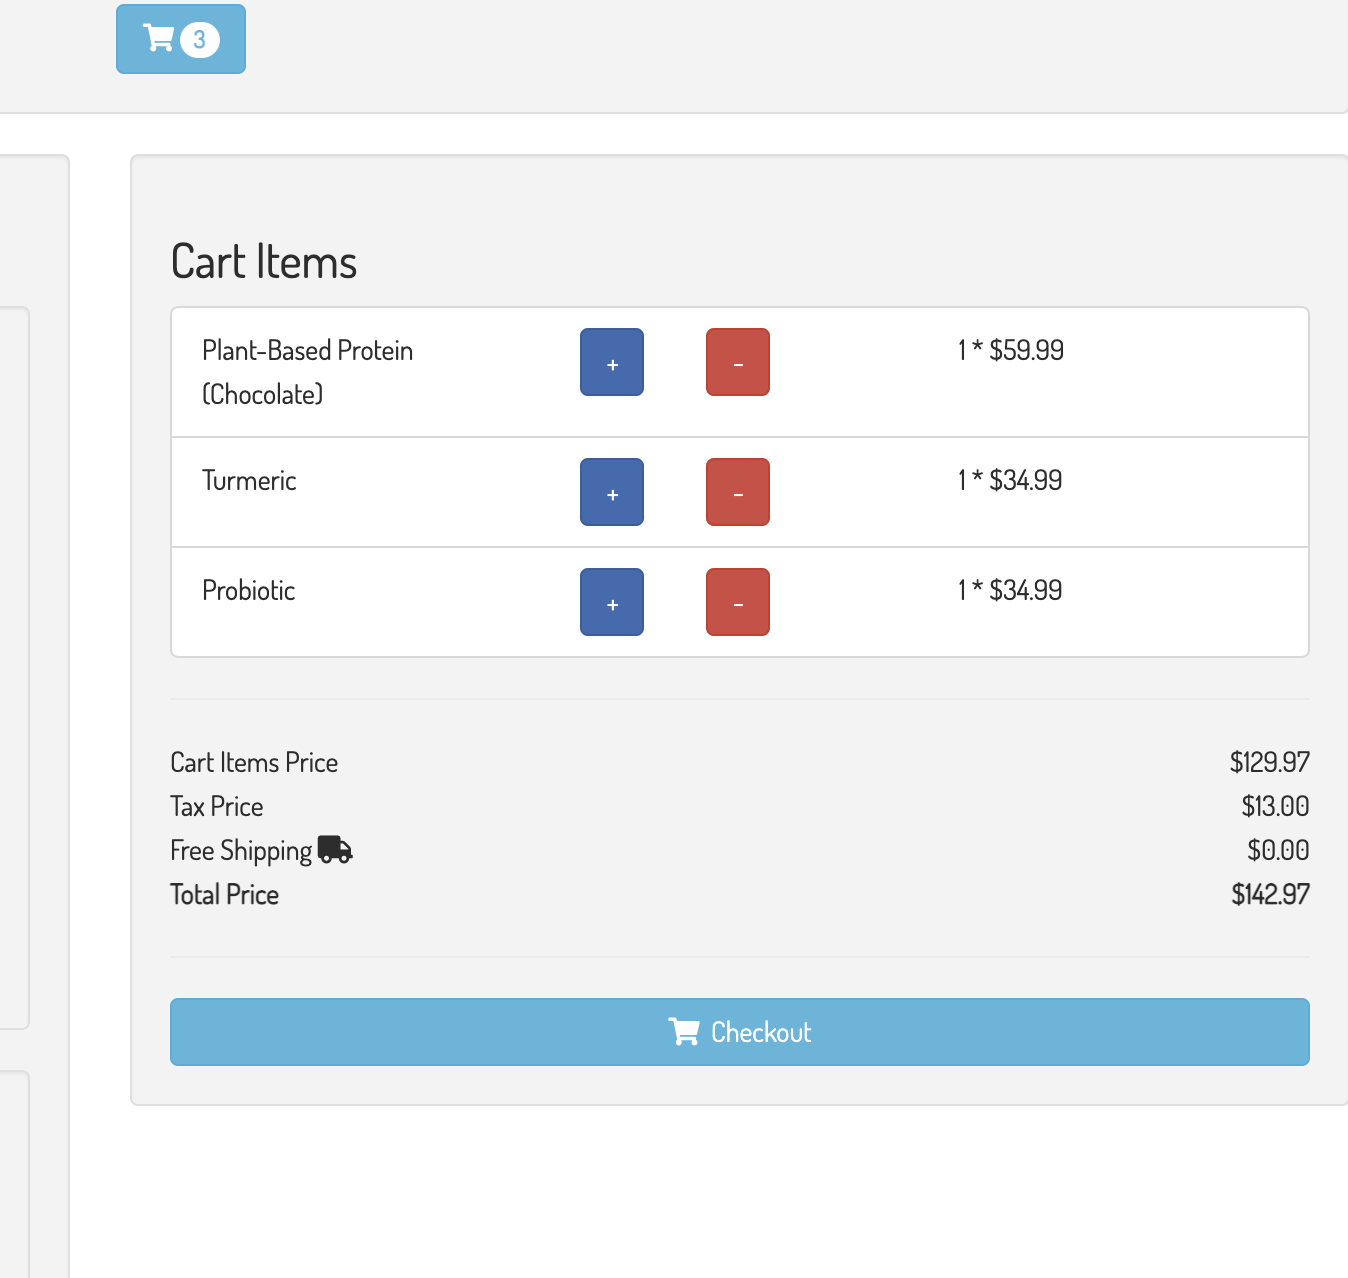 3
Cart Items
Plant-Based Protein
(Chocolate)
+
-
1 * $59.99
Turmeric
+
-
1 * $34.99
Probiotic
+
-
1 * $34.99
Cart Items Price $129.97
Tax Price $13.00
Free Shipping $0.00
Total Price $142.97
Checkout